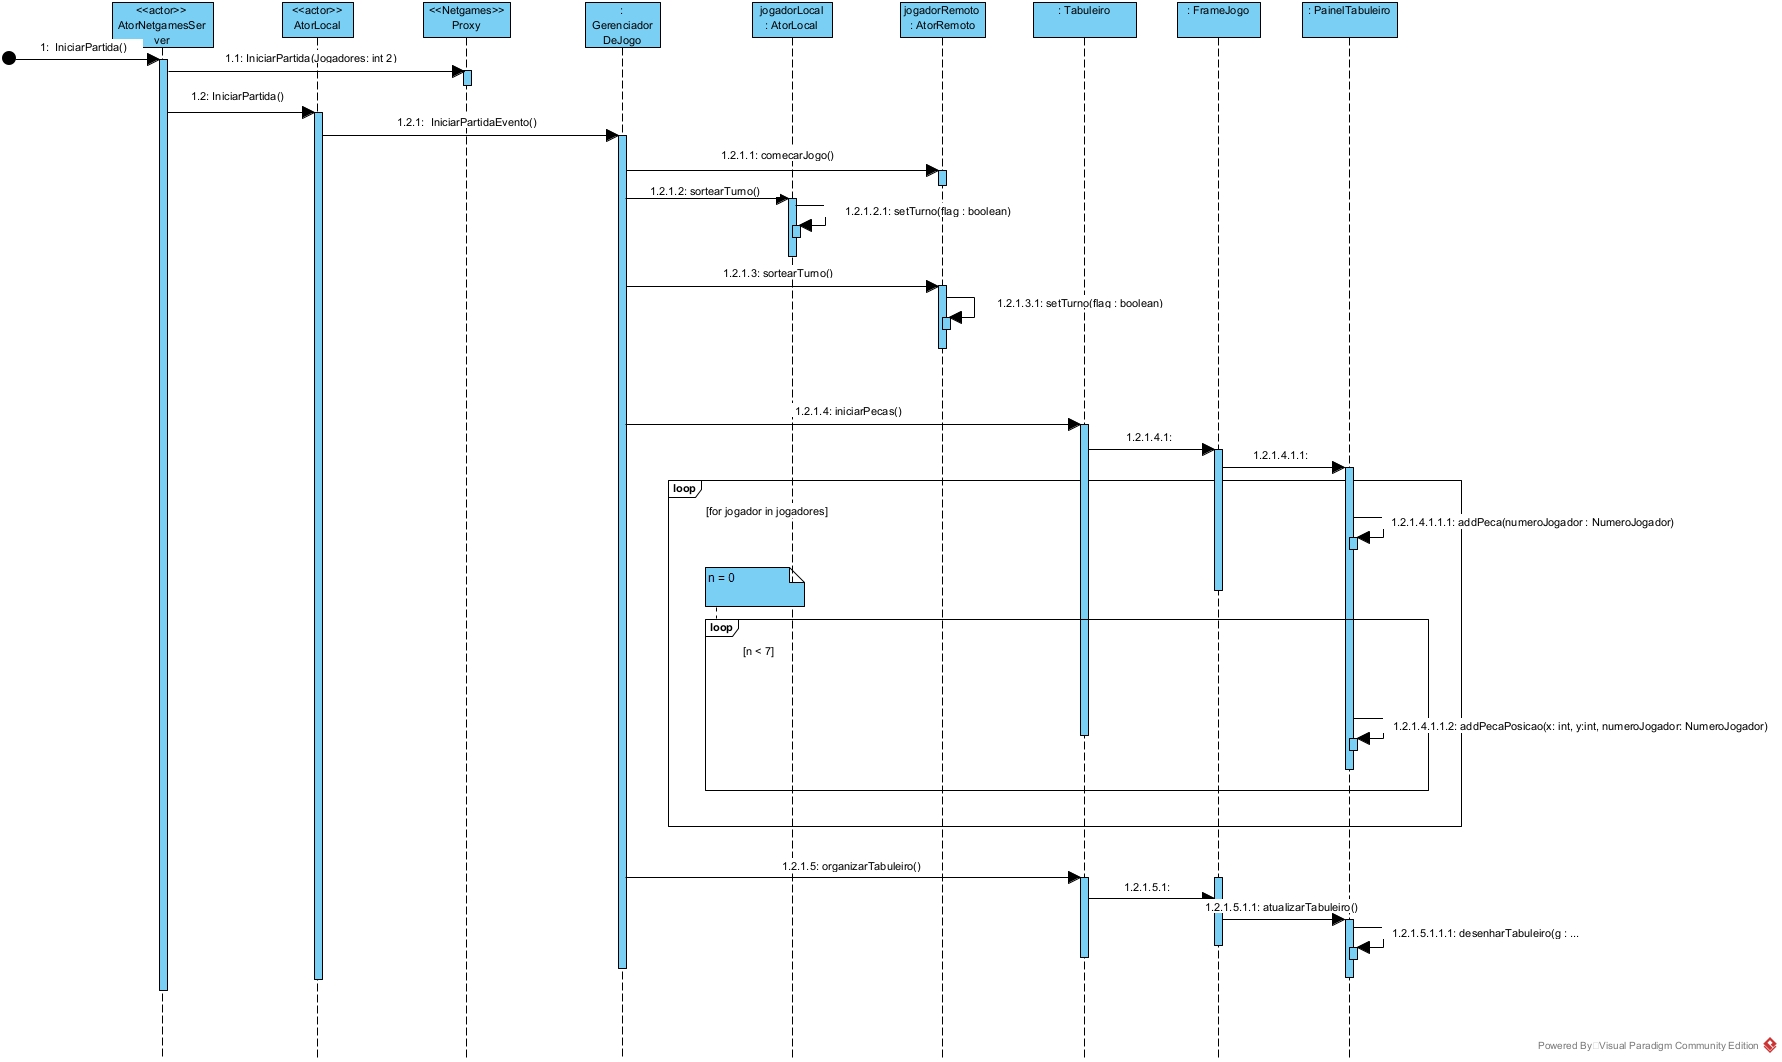 <<actor>>
AtorNetgamesSer
ver
<<actor>>
AtorLocal
<<Netgames>>
Proxy
:
Gerenciador
DeJogo
jogadorLocal
: AtorLocal
jogadorRemoto
: AtorRemoto
: Tabuleiro
: FrameJogo
: PainelTabuleiro
1: IniciarPartida()
1.1: IniciarPartida(Jogadores: int 2)
1.2: IniciarPartida()
1.2.1: IniciarPartidaEvento()
1.2.1.1: comecarJogo()
1.2.1.2: sortearTurno()
1.2.1.2.1: setTurno(flag : boolean)
1.2.1.3: sortearTurno()
1.2.1.3.1: setTurno(flag : boolean)
1.2.1.4: iniciarPecas()
1.2.1.4.1:
1.2.1.4.1.1:
loop
[for jogador in jogadores]
1.2.1.4.1.1.1: addPeca(numeroJogador : NumeroJogador)
n = 0
loop
[n < 7]
1.2.1.4.1.1.2: addPecaPosicao(x: int, y:int, numeroJogador: NumeroJogador)
1.2.1.5: organizarTabuleiro()
1.2.1.5.1:
1.2.1.5.1.1: atualizarTabuleiro()
1.2.1.5.1.1.1: desenharTabuleiro(g : ...
Powered By Visual Paradigm Community Edition